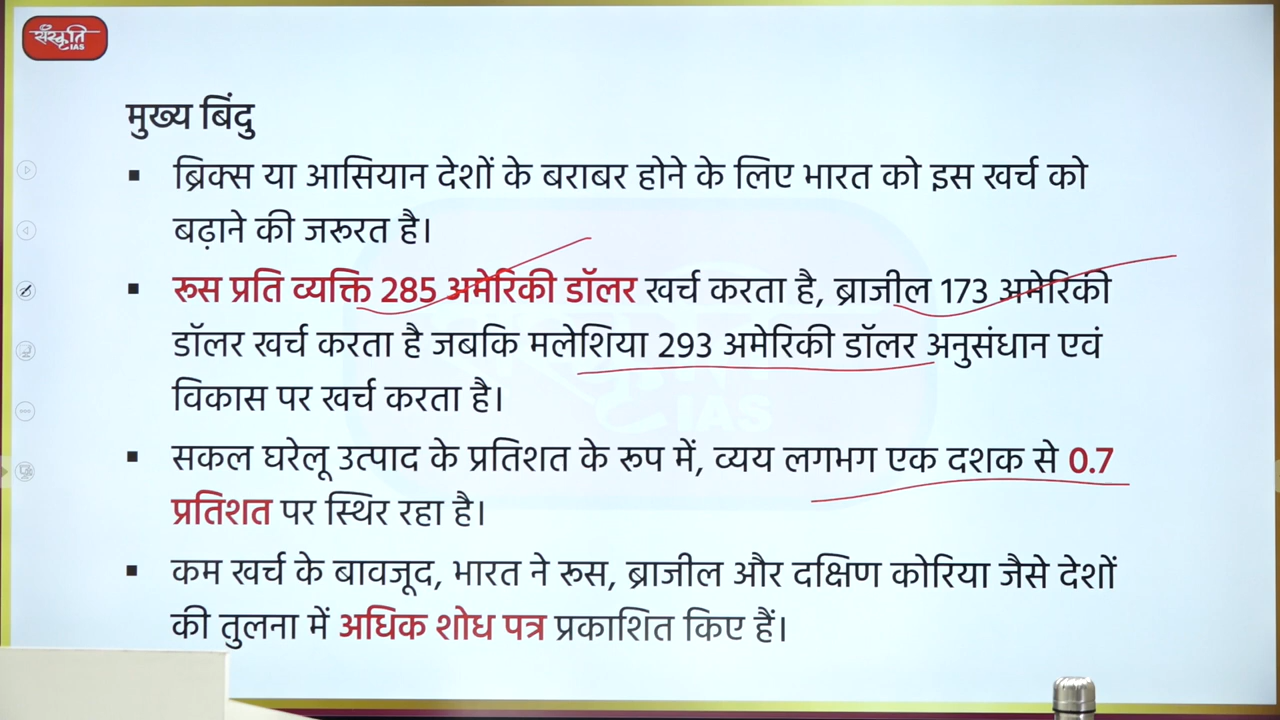 संस्कृति
IAS
मुख्य बिंदु
▪ ब्रिक्स या आसियान देशों के बराबर होने के लिए भारत को इस खर्च को
बढ़ाने की जरूरत है।
▪ रूस प्रति व्यक्ति 285 अमेरिकी डॉलर खर्च करता है, ब्राजील 173 अमेरिकी
डॉलर खर्च करता है जबकि मलेशिया 293 अमेरिकी डॉलर अनुसंधान एवं
विकास पर खर्च करता है।
▪ सकल घरेलू उत्पाद के प्रतिशत के रूप में, व्यय लगभग एक दशक से 0.7
प्रतिशत पर स्थिर रहा है।
▪ कम खर्च के बावजूद, भारत ने रूस, ब्राजील और दक्षिण कोरिया जैसे देशों
की तुलना में अधिक शोध पत्र प्रकाशित किए हैं।
IAS